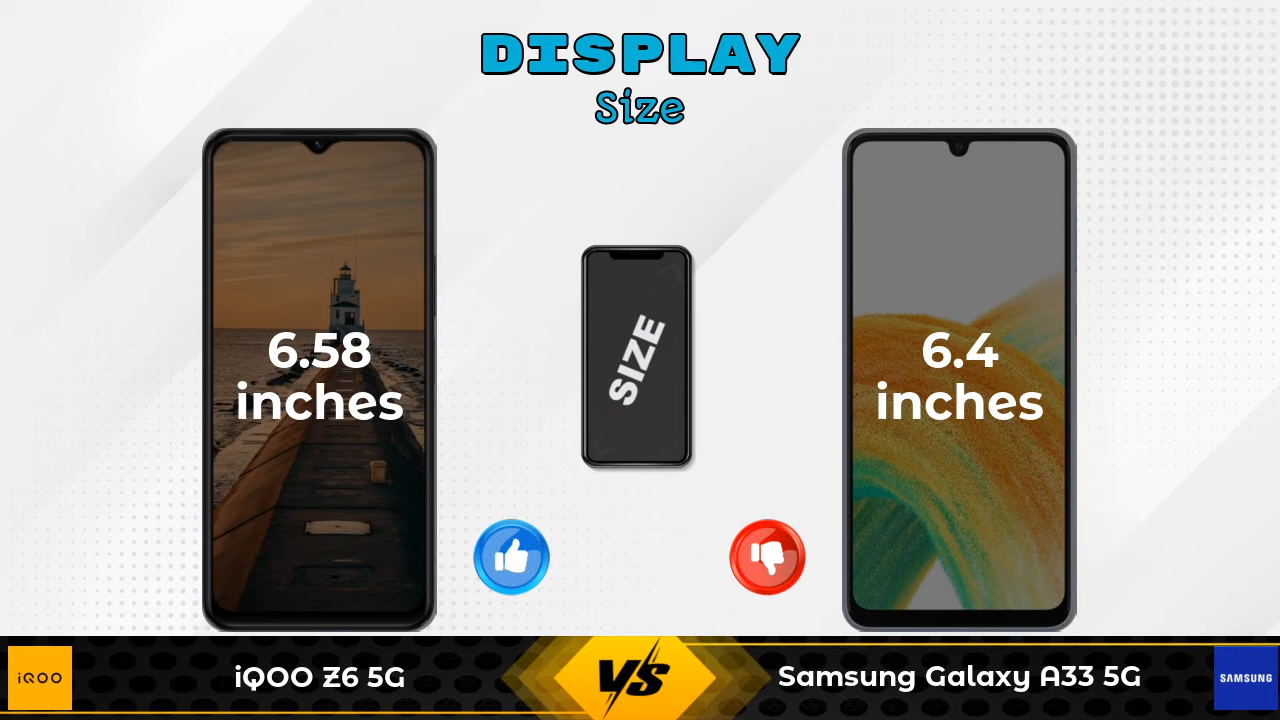 DISPLAY
Size
6.58
inches
SIZE
6.4
inches
iQOO
iQOO Z6 5G
VS
Samsung Galaxy A33 5G
SAMSUNG